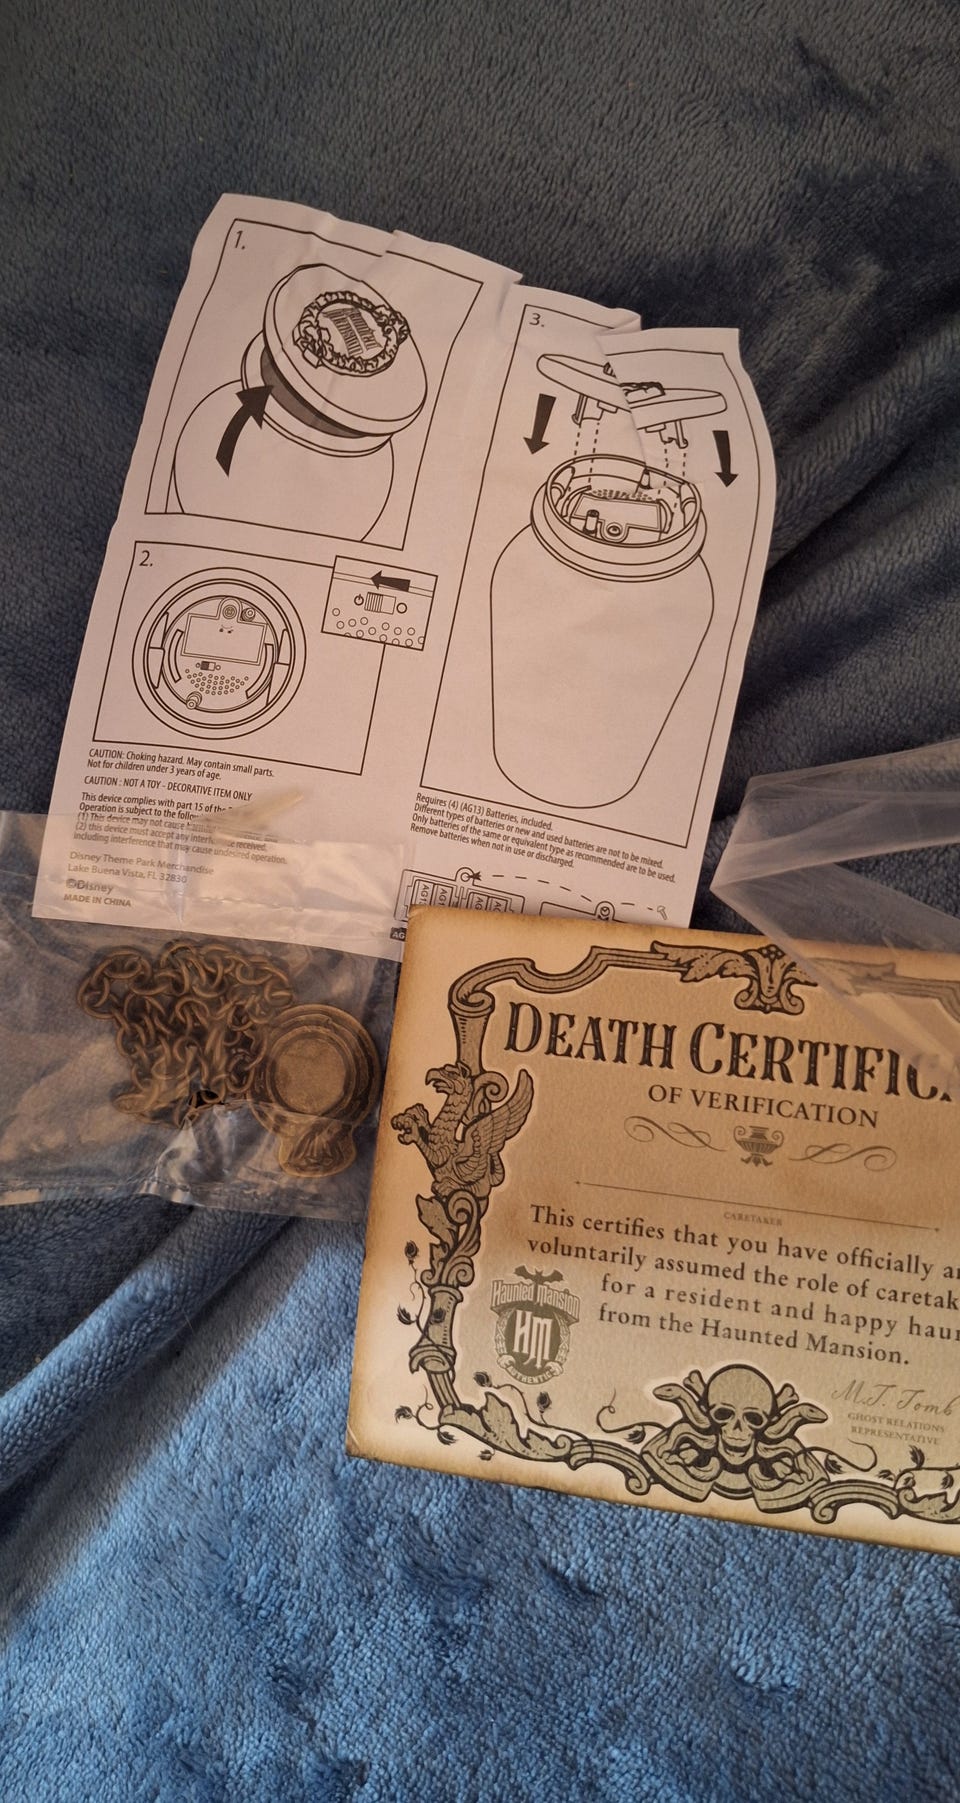 1.
2.
CAUTION: Choking hazard. May contain small parts.
Not for children under 3 years of age.
CAUTION : NOT A TOY - DECORATIVE ITEM ONLY
This device complies with part 15 of the
Operation is subject to the
(1) This device may not cause
(2) this device must accept any received,
including interference that may cause undesired operation.
Disney Theme Park Merchandise
Lake Buena Vista, FL 32830
©Disney
MADE IN CHINA
3.
Requires (4) (AG13) Batteries, included.
Different types of batteries or new and used batteries are not to be mixed.
Only batteries of the same or equivalent type as recommended are to be used.
Remove batteries when not in use or discharged.
DEATH
OF VERIFICATION
CARETAKER
This certifies that you have officially
voluntarily assumed the role of
for a resident and happy
from the Haunted Mansion.
Haunted Mansion
HM
AUTHENTIC
M.T. Tomb
GHOST RELATIONS
REPRESENTATIVE